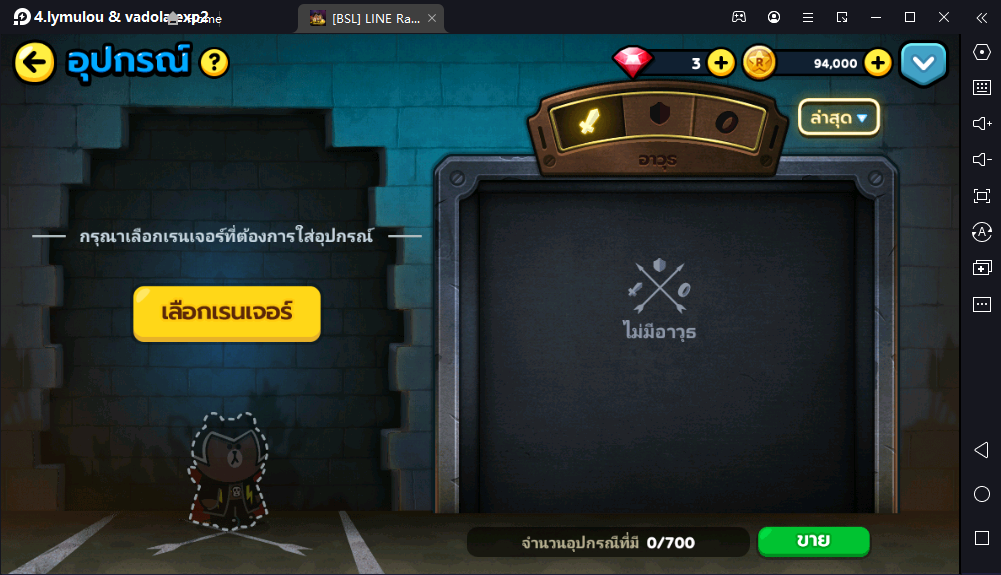 4.lymulou & vadola exp2
Home
[BSL] LINE Ra...
อุปกรณ์
?
3
94,000
ล่าสุด
อาวุธ
กรุณาเลือกเรนเจอร์ที่ต้องการใส่อุปกรณ์
เลือกเรนเจอร์
ไม่มีอาวุธ
จำนวนอุปกรณ์ที่มี 0/700
ขาย